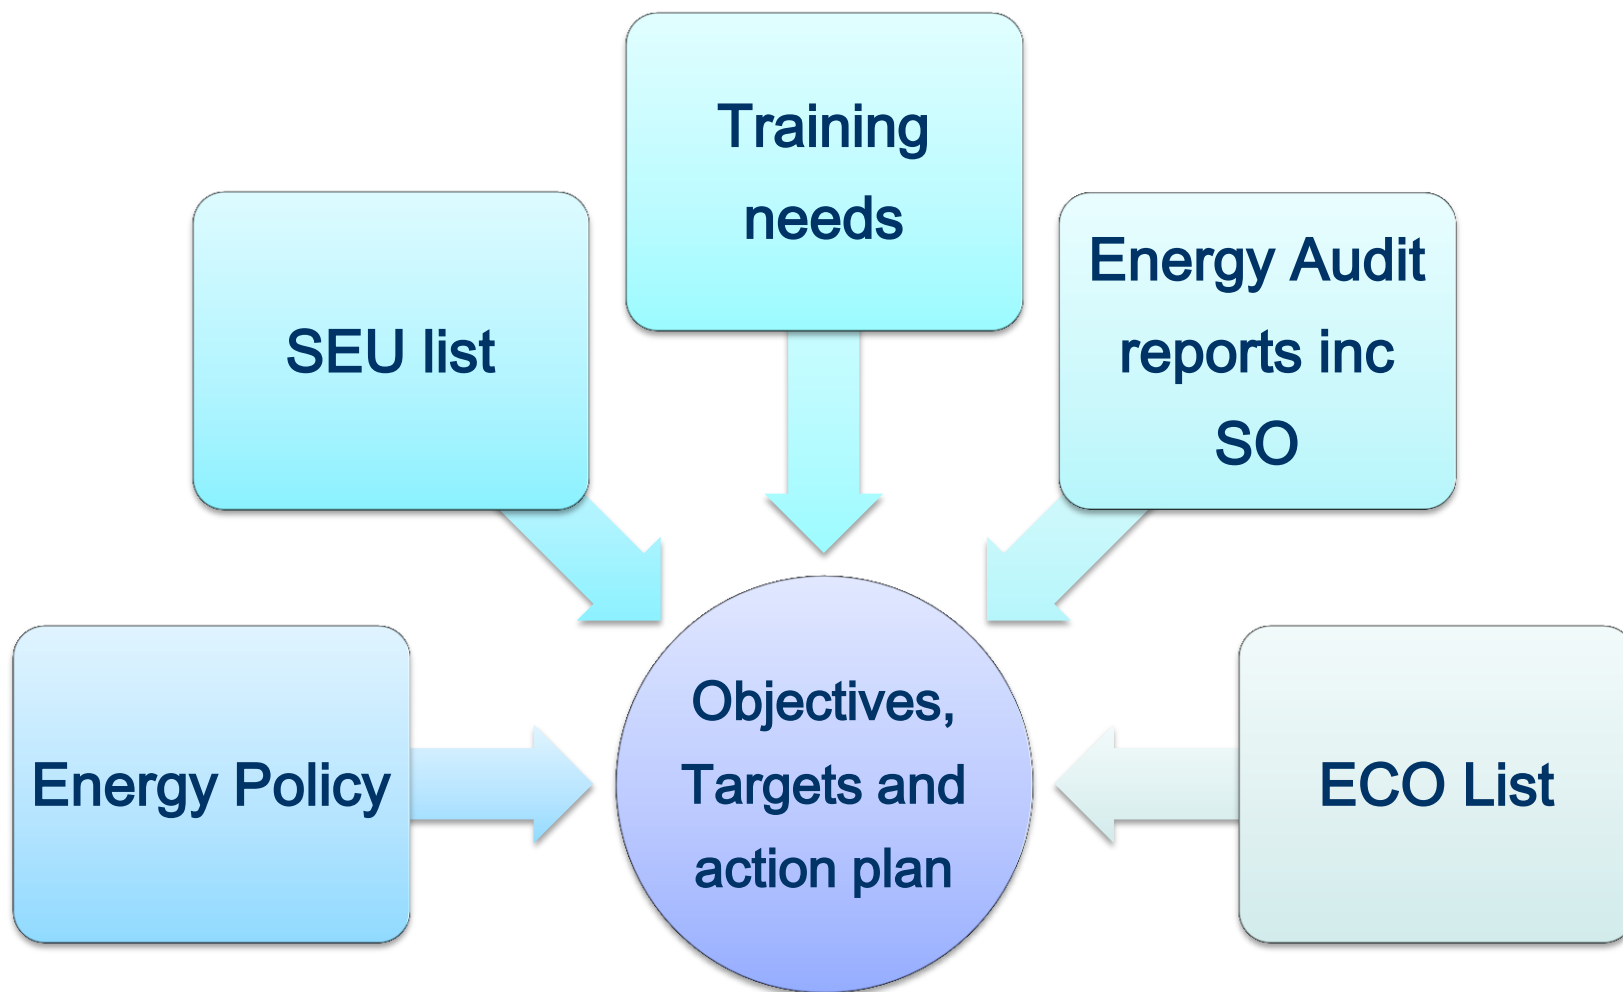 Training
needs
SEU list
Energy Audit
reports inc
SO
Energy Policy
Objectives,
Targets and
action plan
ECO List